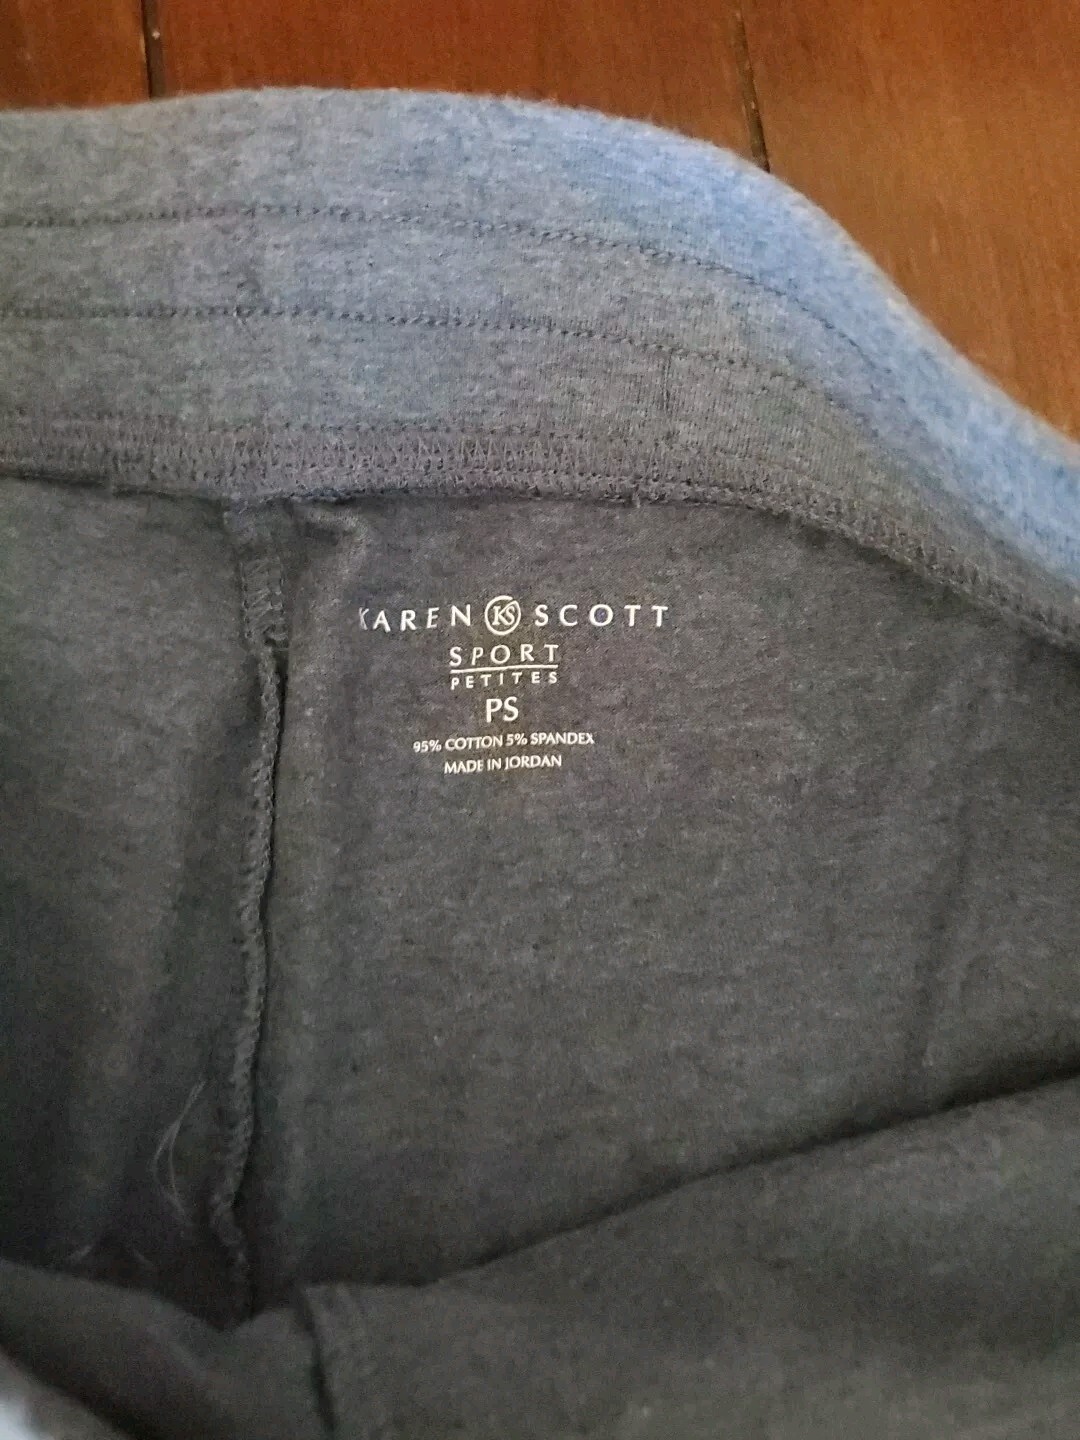 KAREN KS SCOTT
SPORT
PETITES
PS
95% COTTON 5% SPANDEX
MADE IN JORDAN